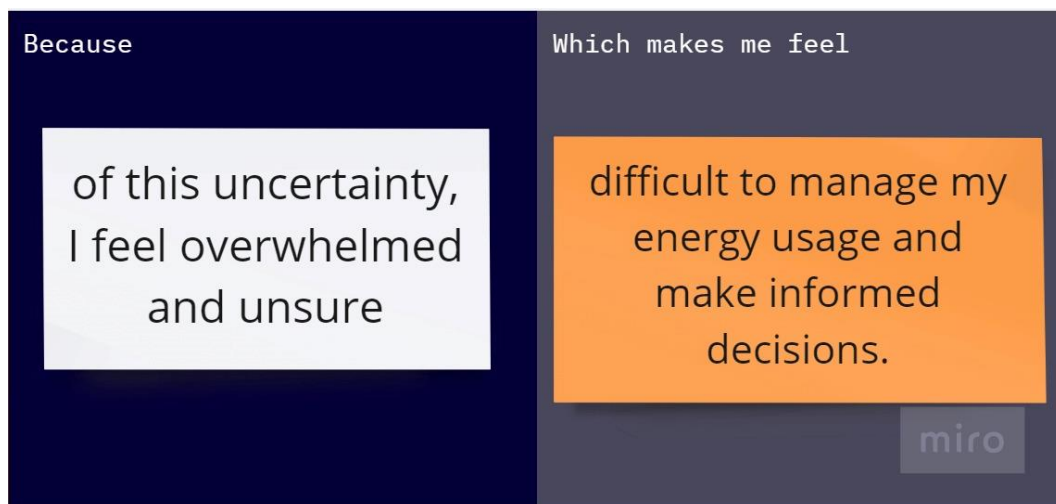 Because
of this uncertainty,
I feel overwhelmed
and unsure
Which makes me feel
difficult to manage my
energy usage and
make informed
decisions.
miro